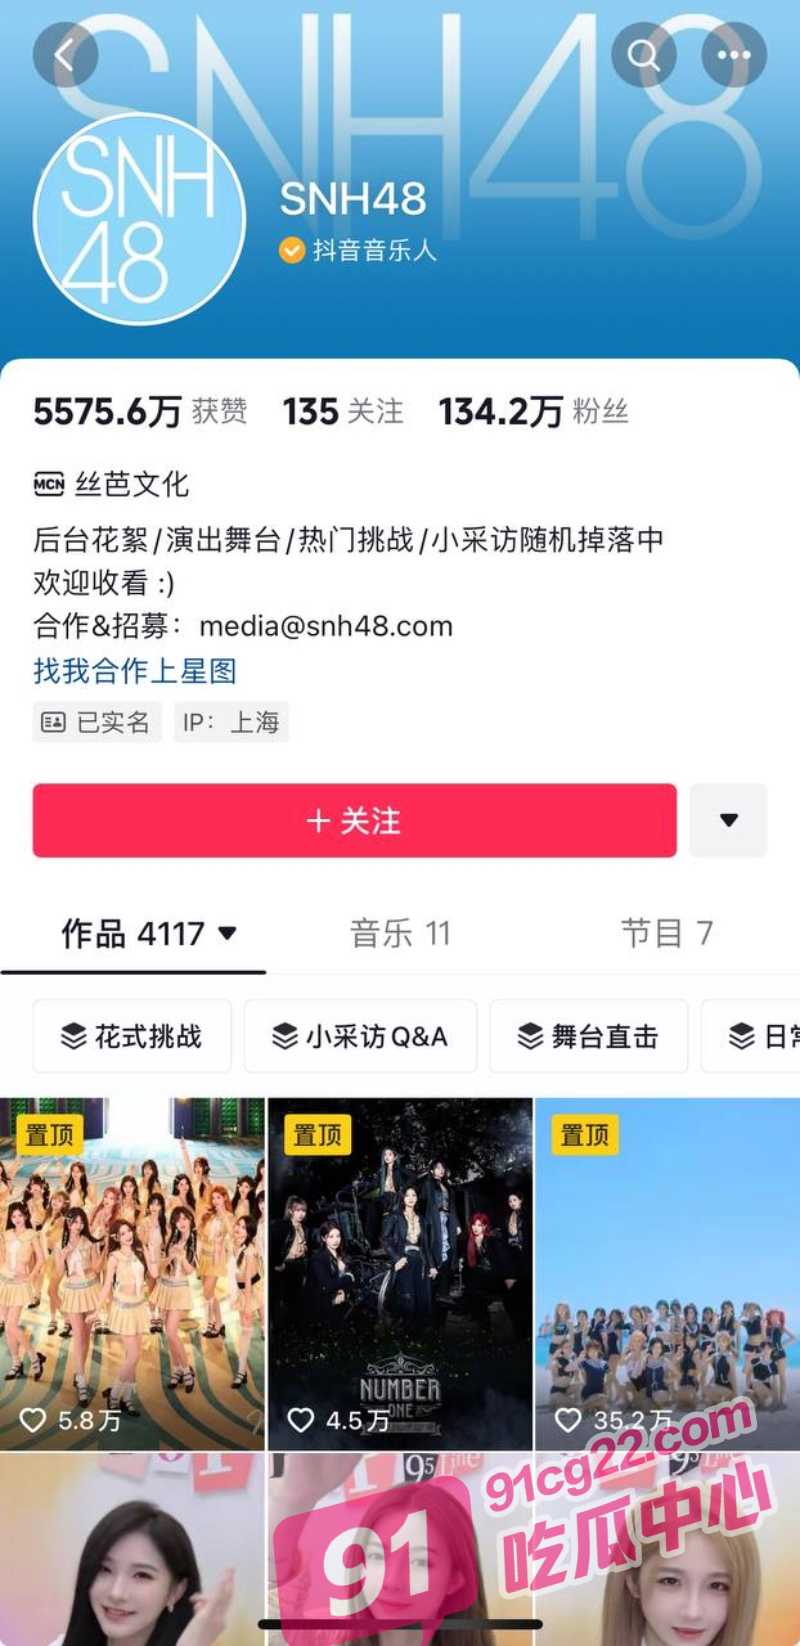 SNH48
SNH
48
SNH48
抖音音乐人
5575.6万 获赞 135 关注 134.2万 粉丝
MCN 丝芭文化
后台花絮/演出舞台/热门挑战/小采访随机掉落中
欢迎收看 :)
合作&招募：media@snh48.com
找我合作上星图
已实名 IP：上海
+ 关注
作品 4117 音乐 11 节目 7
花式挑战 小采访Q&A 舞台直击 日常
置顶 置顶 置顶
NUMBER
ONE
5.8万 4.5万 35.2万
95 Line
91cg22.com
吃瓜中心
91